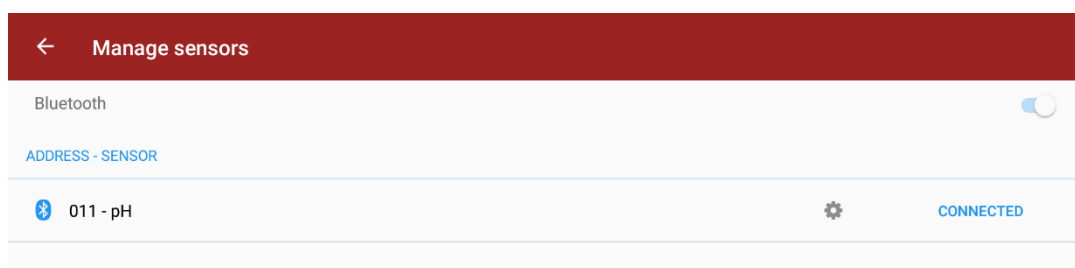 Manage sensors
Bluetooth
ADDRESS - SENSOR
011 - pH CONNECTED